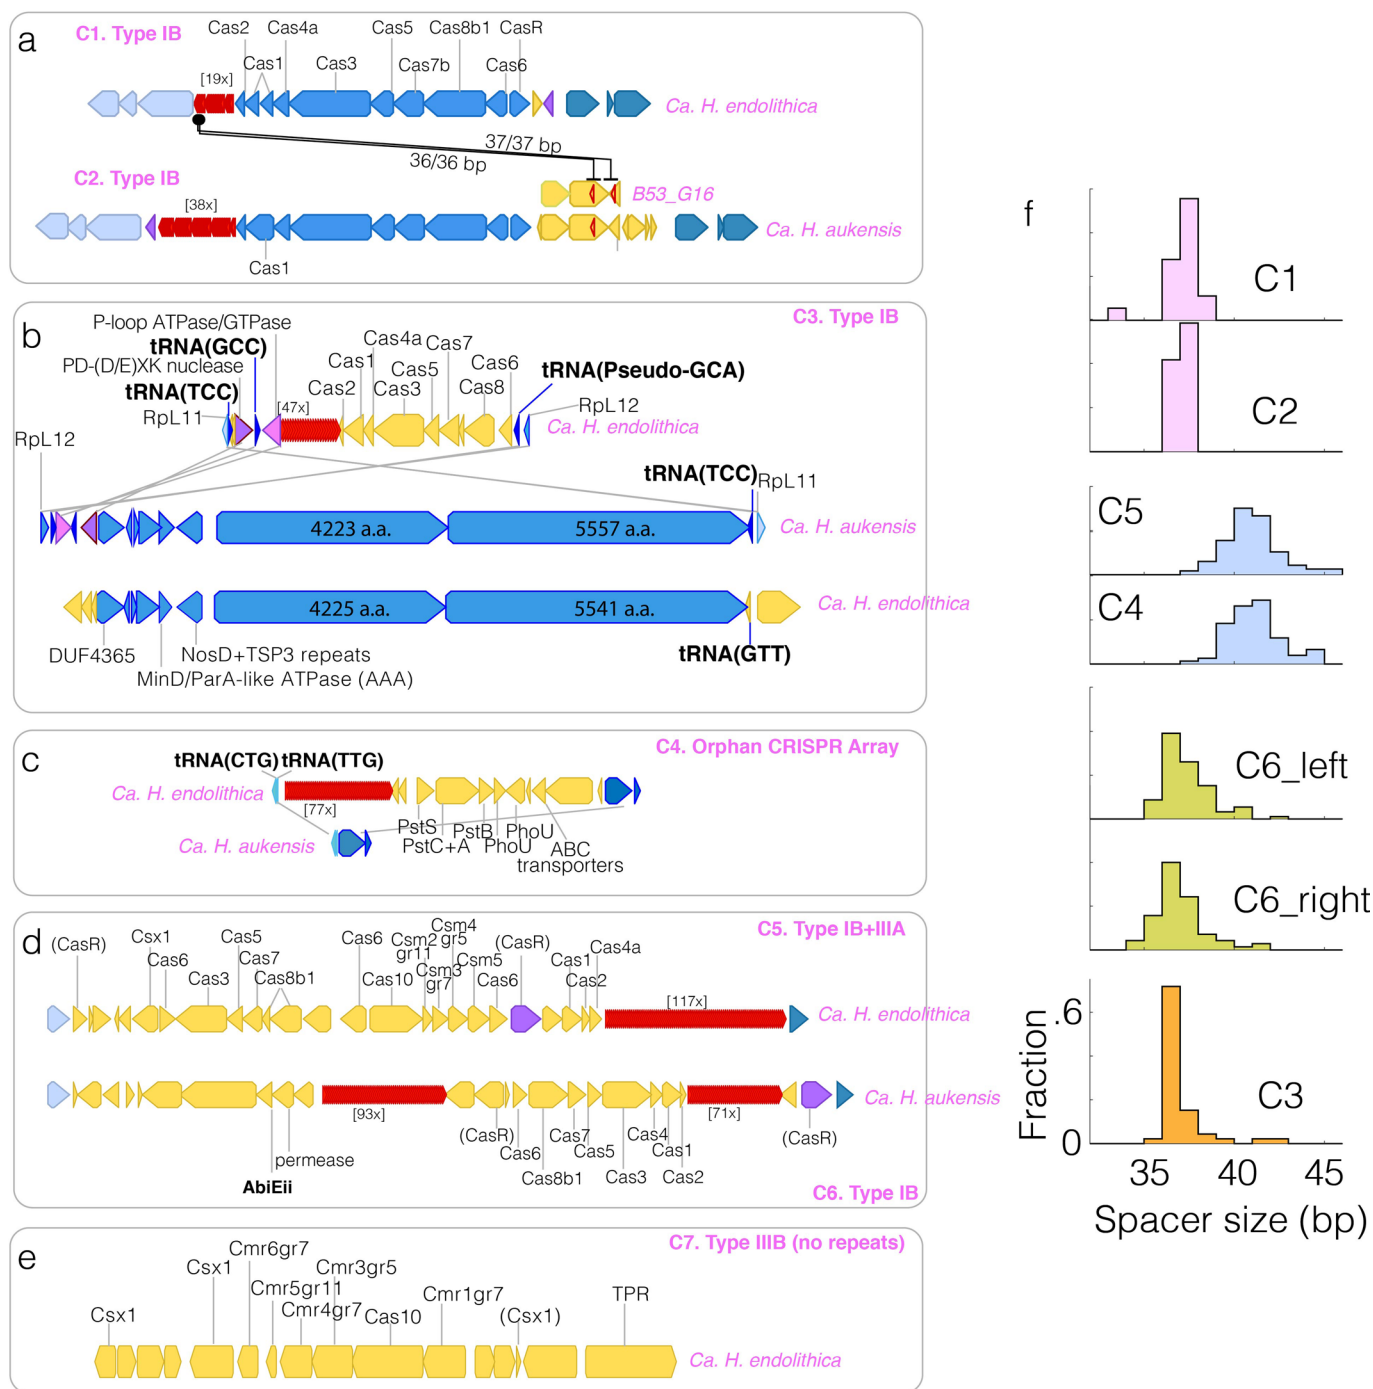 a
C1. Type IB
Cas2
Cas4a
Cas5
Cas8b1
CasR
Cas1
Cas3
Cas7b
Cas6
[19x]
Ca. H. endolithica
37/37 bp
36/36 bp
C2. Type IB
B53_G16
[38x]
Ca. H. aukensis
Cas1
b
C3. Type IB
P-loop ATPase/GTPase
tRNA(GCC)
PD-(D/E)XK nuclease
tRNA(TCC)
RpL11
[47x]
Cas2
Cas1
Cas4a
Cas3
Cas5
Cas7
Cas8
Cas6
tRNA(Pseudo-GCA)
RpL12
Ca. H. endolithica
RpL12
tRNA(TCC)
RpL11
4223 a.a.
5557 a.a.
Ca. H. aukensis
4225 a.a.
5541 a.a.
Ca. H. endolithica
DUF4365
NosD+TSP3 repeats
MinD/ParA-like ATPase (AAA)
tRNA(GTT)
c
C4. Orphan CRISPR Array
tRNA(CTG)
tRNA(TTG)
Ca. H. endolithica
[77x]
PstS
PstC+A
PstB
PhoU
PhoU
ABC
transporters
Ca. H. aukensis
d
C5. Type IB+IIIA
(CasR)
Csx1
Cas6
Cas3
Cas5
Cas7
Cas8b1
Cas6
Cas10
Csm2
gr11
Csm3
gr7
Csm4
gr5
Csm5
Cas6
(CasR)
Cas1
Cas2
Cas4a
[117x]
Ca. H. endolithica
Ca. H. aukensis
[93x]
(CasR)
Cas6
Cas8b1
Cas7
Cas5
Cas3
Cas4
Cas1
Cas2
[71x]
(CasR)
permease
AbiEii
C6. Type IB
e
C7. Type IIIB (no repeats)
Csx1
Csx1
Cmr6gr7
Cmr5gr11
Cmr4gr7
Cmr3gr5
Cas10
Cmr1gr7
(Csx1)
TPR
Ca. H. endolithica
f
C1
C2
C5
C4
C6_left
C6_right
C3
Fraction
.6
0
35
40
45
Spacer size (bp)